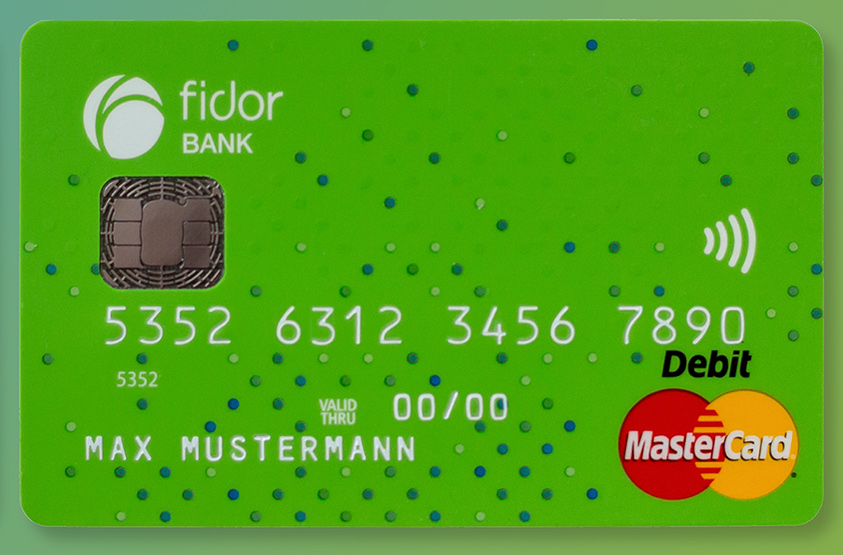 fidor
BANK
5352 6312 3456 7890
Debit
5352
VALID
THRU
00/00
MAX MUSTERMANN
MasterCard